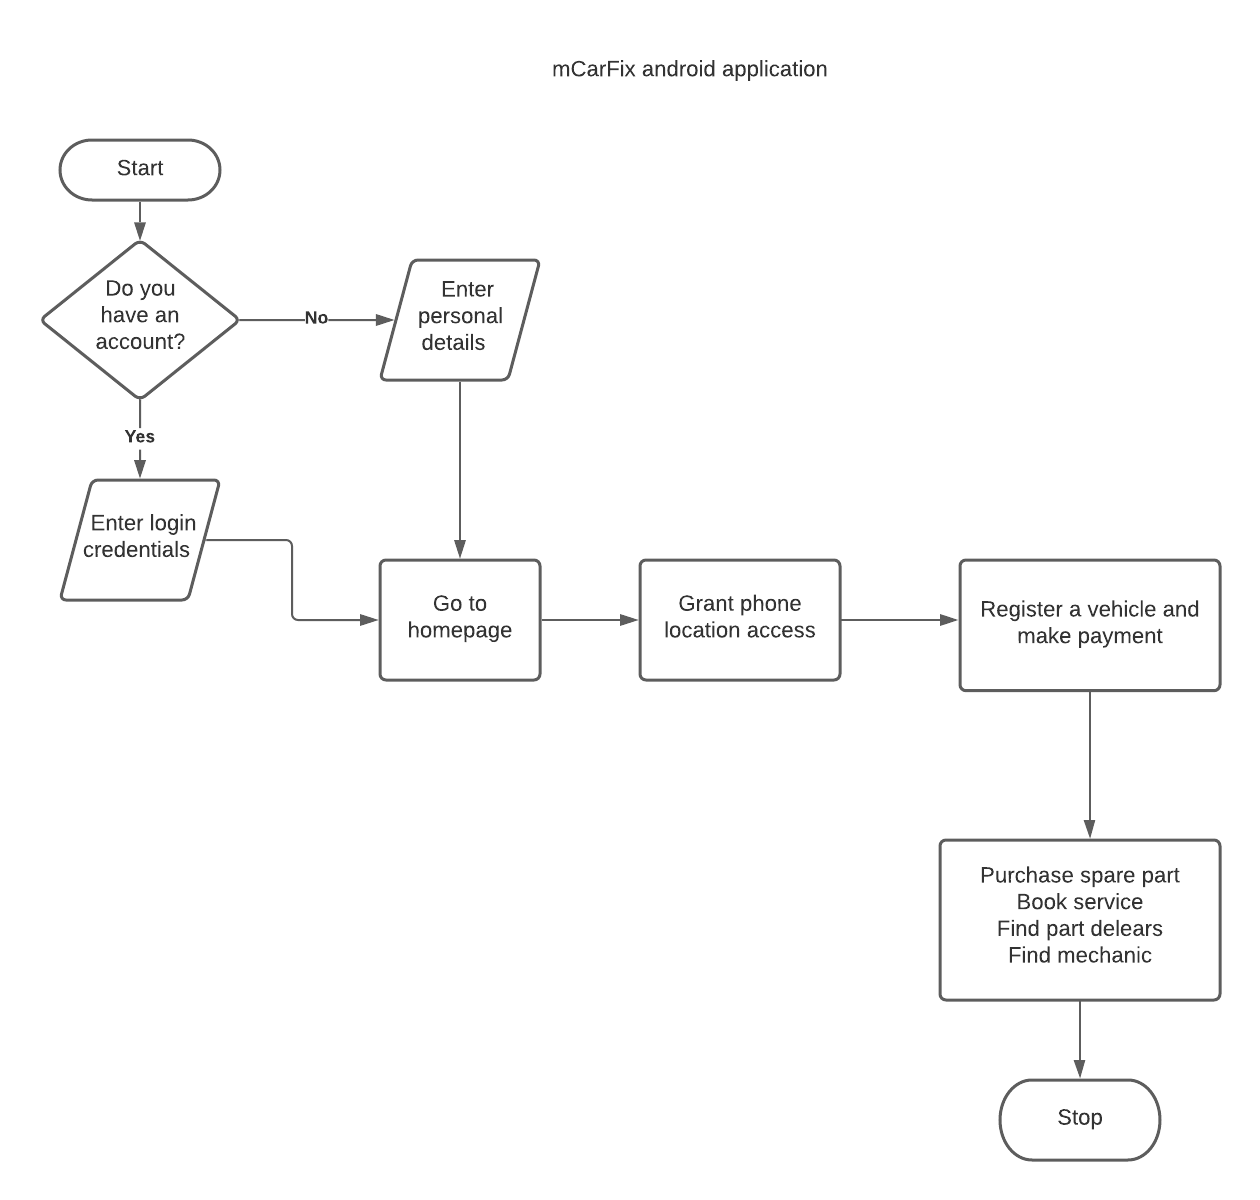 mCarFix android application
Start
Do you
have an
account?
No
Enter
personal
details
Yes
Enter login
credentials
Go to
homepage
Grant phone
location access
Register a vehicle and
make payment
Purchase spare part
Book service
Find part delears
Find mechanic
Stop